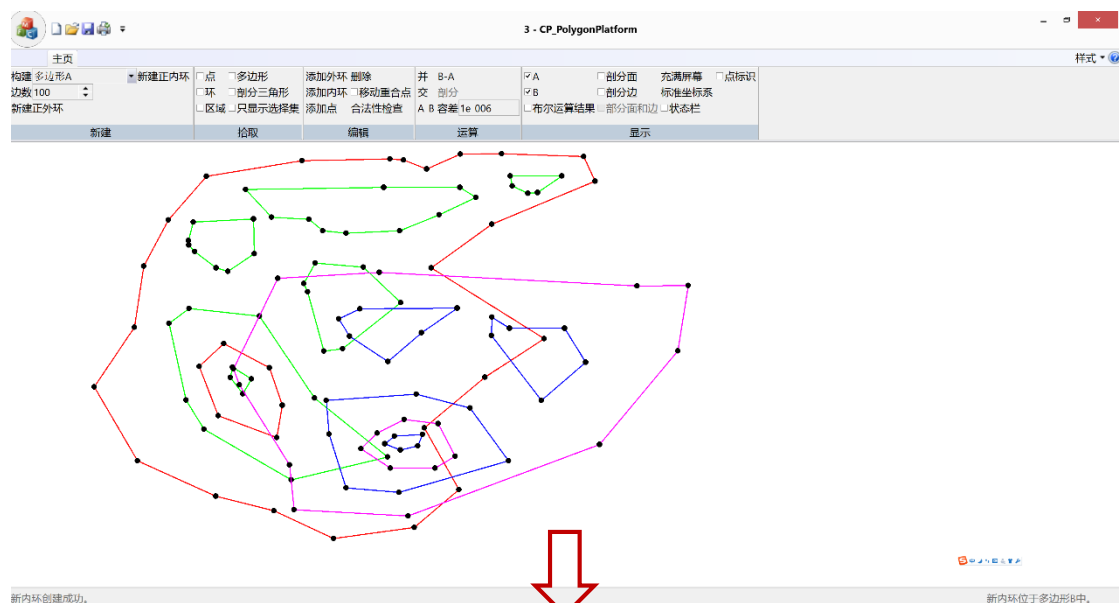 3 - CP_PolygonPlatform
主页
样式
构建 多边形A 新建正内环
边数 100
新建正外环
新建
点 多边形
环 剖分三角形
区域 只显示选择集
拾取
添加外环 删除
添加内环 移动重合点
添加点 合法性检查
编辑
并 B-A
交 剖分
A B 容差 1e 006
运算
A 剖分面 充满屏幕 点标识
B 剖分边 标准坐标系
布尔运算结果 部分面和边 状态栏
显示
新内环创建成功。
新内环位于多边形B中。